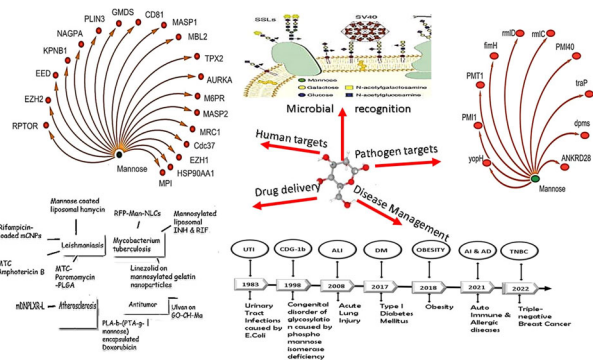 GMDS
CD81
PLIN3
MASP1
NAGPA
MBL2
KPNB1
TPX2
EED
AURKA
EZH2
M6PR
RPTOR
MASP2
MRC1
Cdc37
EZH1
HSP90AA1
MPI
Mannose
SSLs
SV40
Mannose
Galactose
N-acetylgalactosamine
Glucose
N-acetylglucosamine
Microbial recognition
Human targets
Pathogen targets
Drug delivery
Disease Management
rmlD
rmlC
fimH
PMI40
PMT1
traP
PMI1
dpms
yopH
ANKRD28
Mannose
Mannose coated
liposomal hamycin
RFP-Man-NLCs
Mannosylated
liposomal
INH & RIF
Rifampicin-
loaded mCNPs
Leishmaniasis
Mycobacterium
tuberculosis
MTC
Amphotericin B
MTC-
Paromomycin
-PLGA
Linezolid on
mannosylated gelatin
nanoparticles
mDNPLXR-L
Atherosclerosis
Antitumor
Ulvan on
GO-CH-Ma
PLA-b-(PTA-g-
mannose)
encapsulated
Doxorubicin
UTI
CDG-1b
ALI
DM
OBESITY
AI & AD
TNBC
1983
1998
2008
2017
2018
2021
2022
Urinary
Tract
Infections
caused by
E.Coli
Congenital
disorder of
glycosylatio
n caused by
phospho
mannose
isomerase
deficiency
Acute
Lung
Injury
Type I
Diabetes
Mellitus
Obesity
Auto
Immune &
Allergic
diseases
Triple-
negative
Breast Cancer